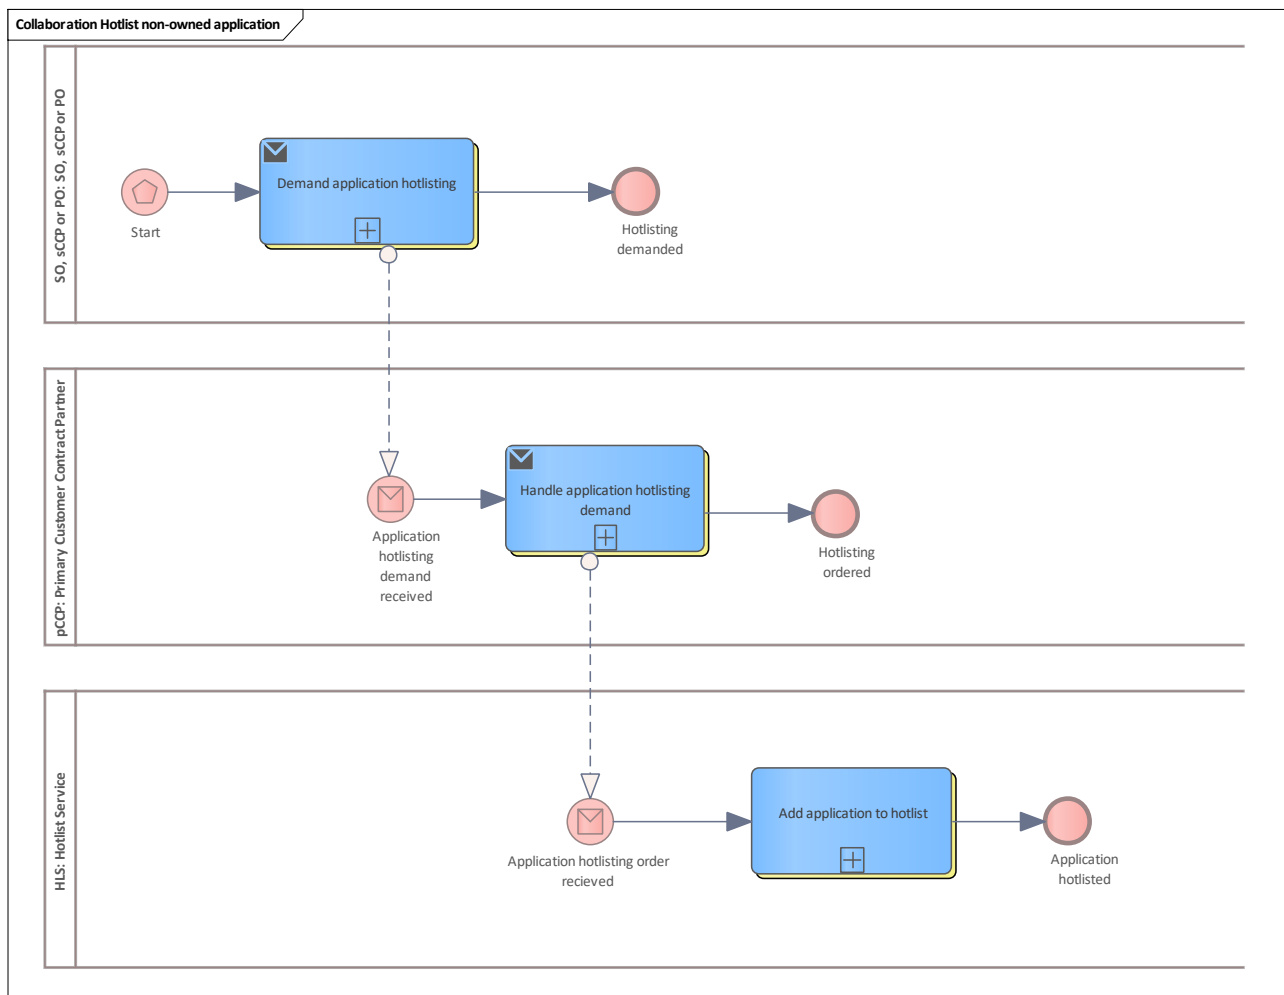 Collaboration Hotlist non-owned application
SO, sCCP or PO: SO, sCCP or PO
Demand application hotlisting
Start
Hotlisting
demanded
pCCP: Primary Customer Contract Partner
Handle application hotlisting
demand
Application
hotlisting
demand
received
Hotlisting
ordered
HLS: Hotlist Service
Add application to hotlist
Application hotlisting order
recieved
Application
hotlisted